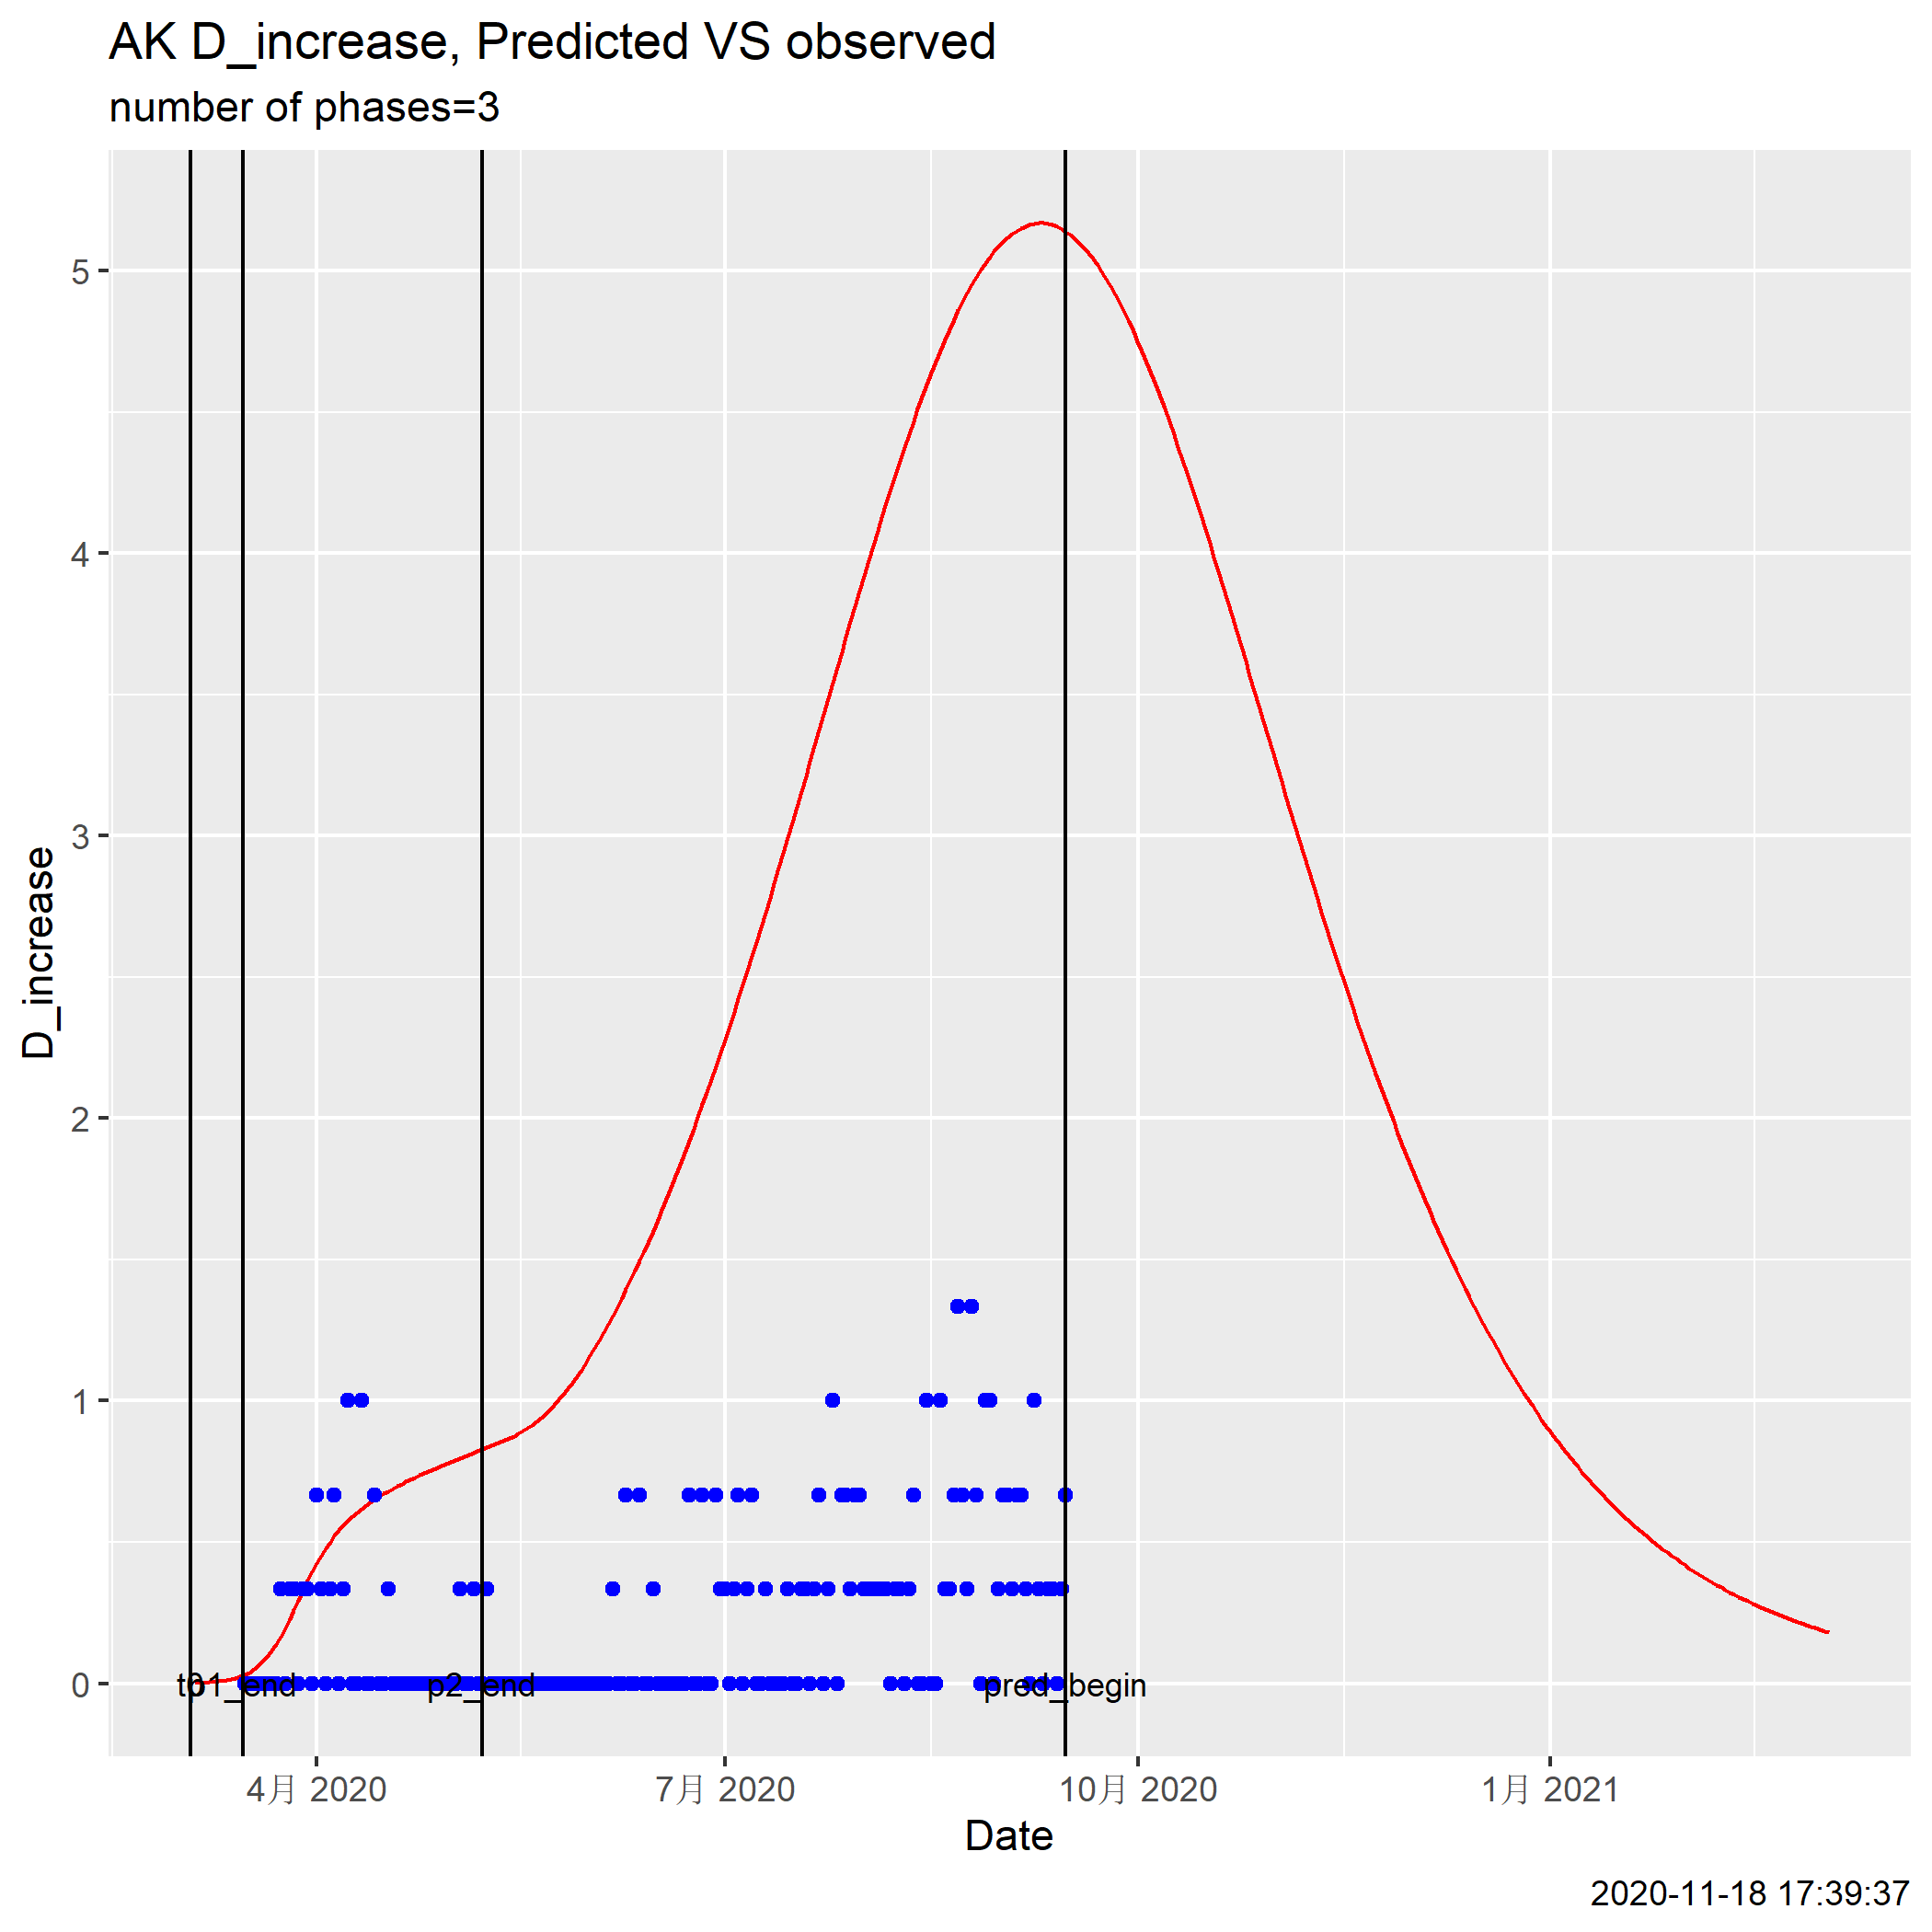 AK D_increase, Predicted VS observed
number of phases=3
D_increase
5
4
3
2
1
0
t0
p1_end
p2_end
pred_begin
4月 2020
7月 2020
10月 2020
1月 2021
Date
2020-11-18 17:39:37